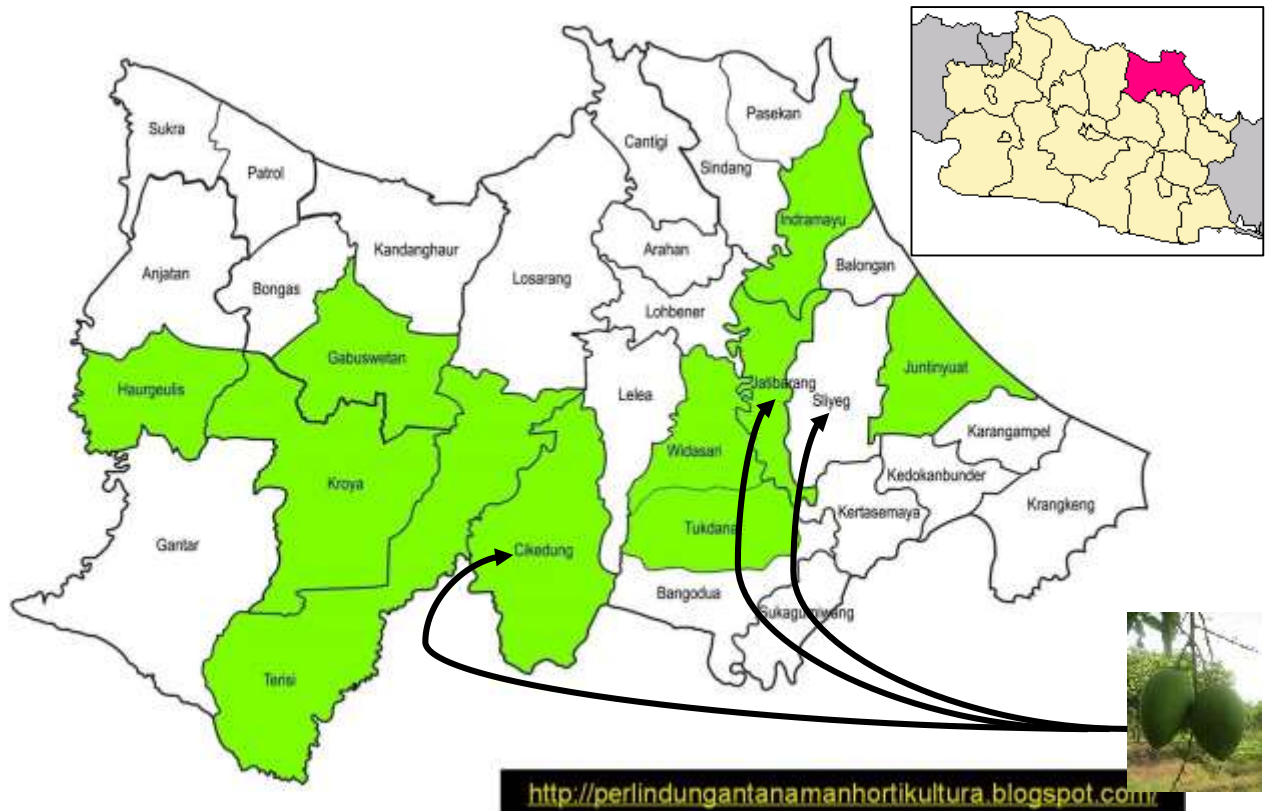 Pasekan
Sukra
Cantigi
Patrol
Sindang
Indramayu
Kandanghaur
Arahan
Balongan
Anjatan
Losarang
Bongas
Lohbener
Gabuswetan
Juntinyuat
Haurgeulis
Jatibarang
Lelea
Sliyeg
Karangampel
Widasari
Kedokanbunder
Kroya
Krangkeng
Kertasemaya
Tukdana
Gantar
Cikedung
Bangodua
Sukagumiwang
Terisi
http://perlindungantanamanhortikultura.blogspot.com/